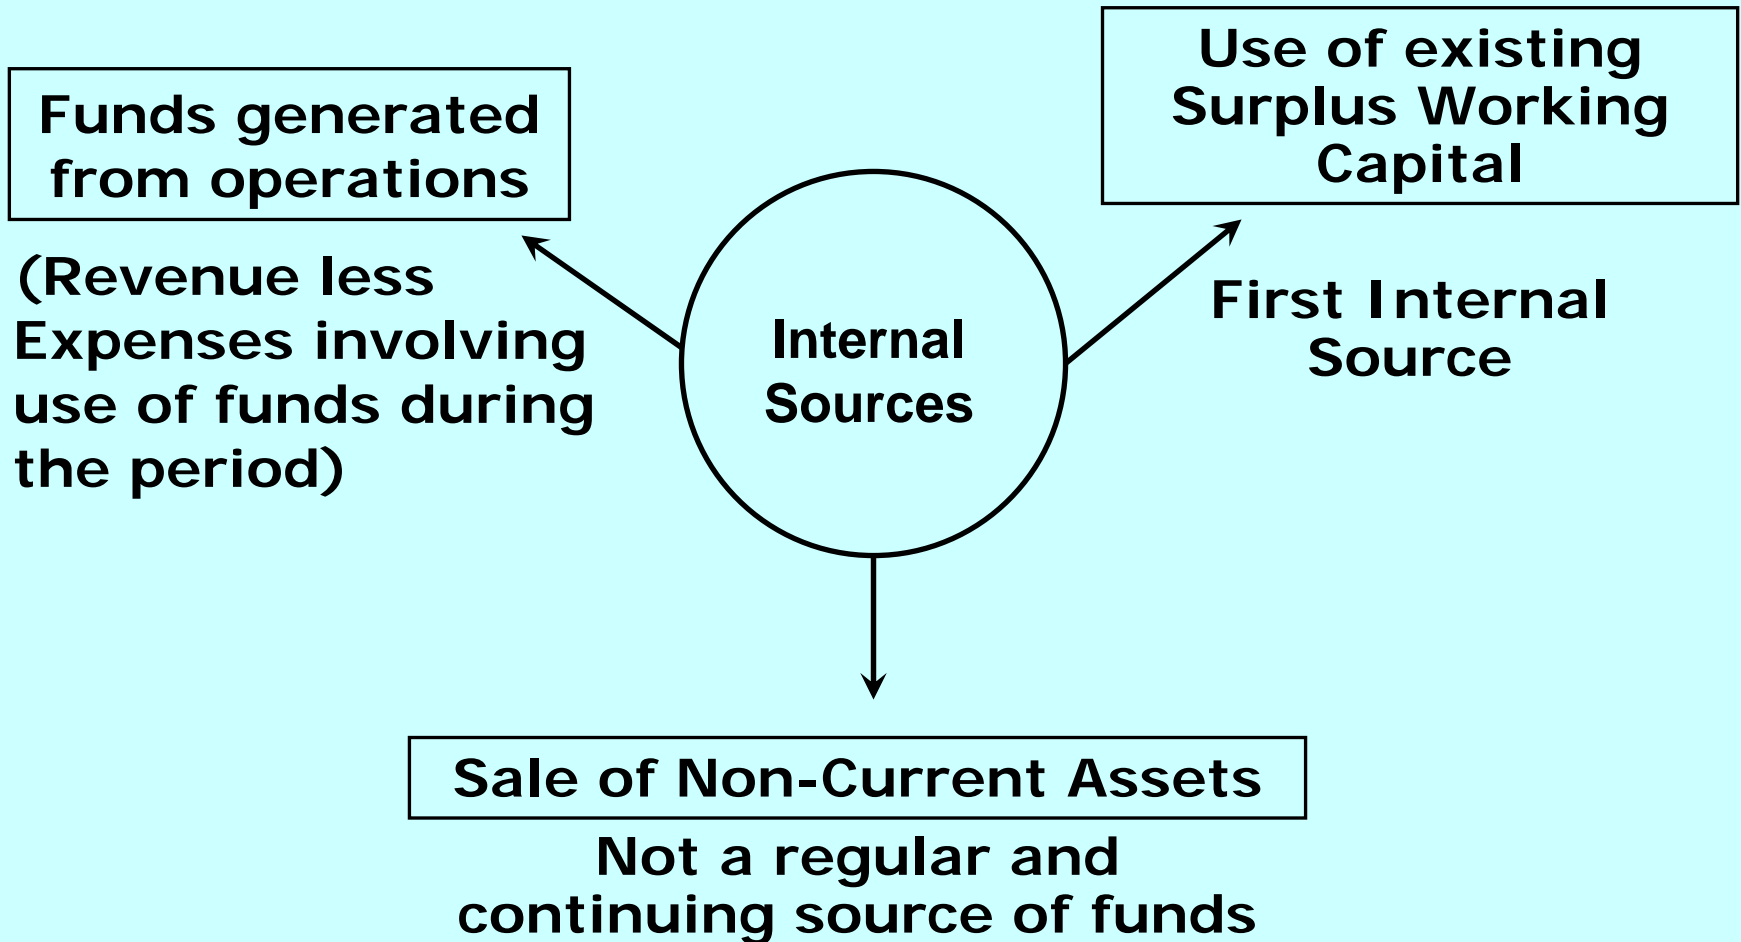 Funds generated
from operations
(Revenue less
Expenses involving
use of funds during
the period)
Internal
Sources
Use of existing
Surplus Working
Capital
First Internal
Source
Sale of Non-Current Assets
Not a regular and
continuing source of funds